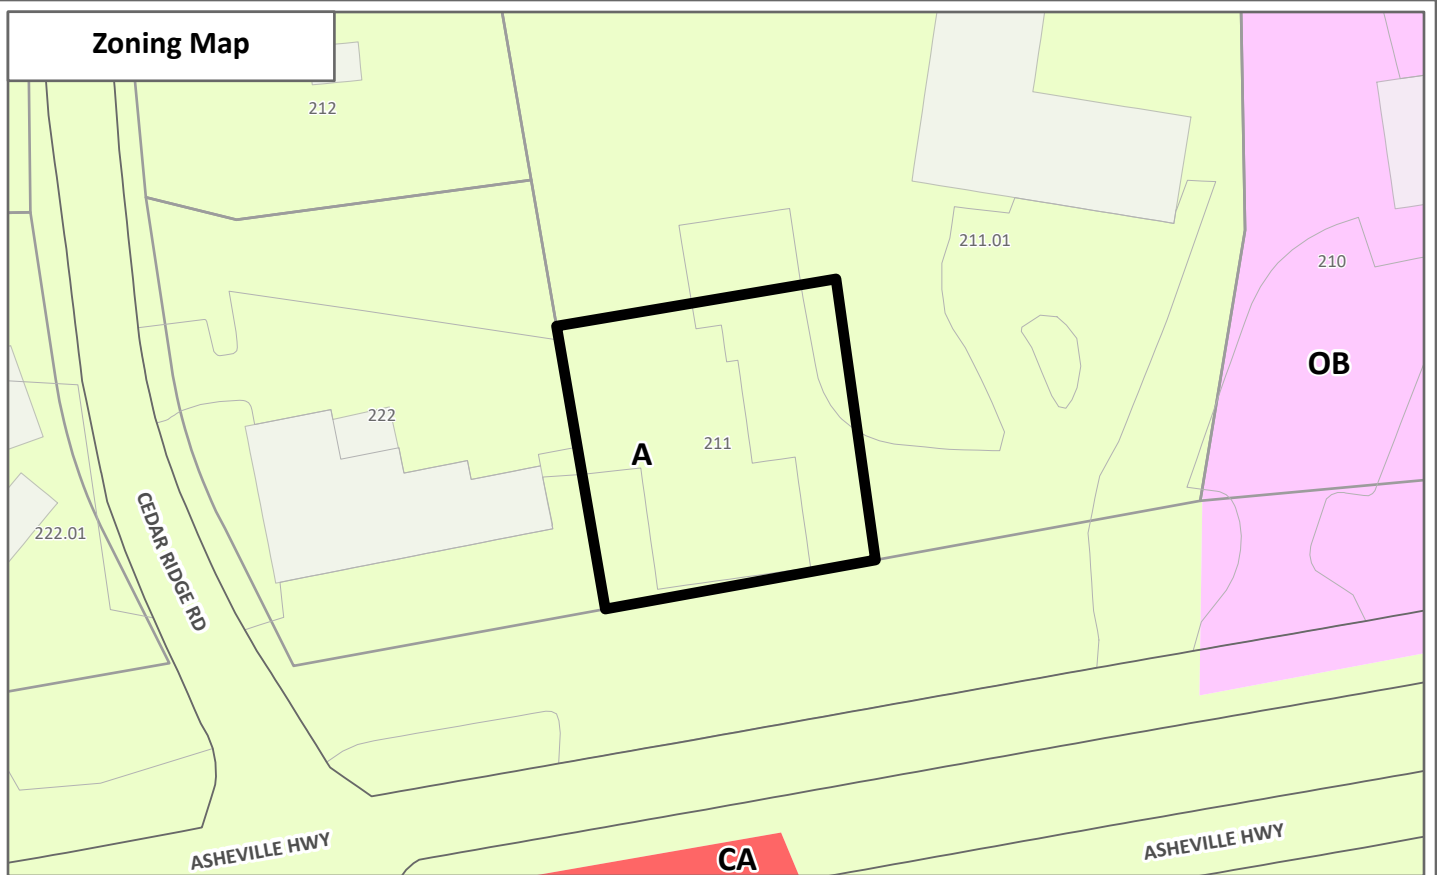 Zoning Map
212
211.01
210
OB
222
A
211
222.01
CEDAR RIDGE RD
ASHEVILLE HWY
ASHEVILLE HWY
CA